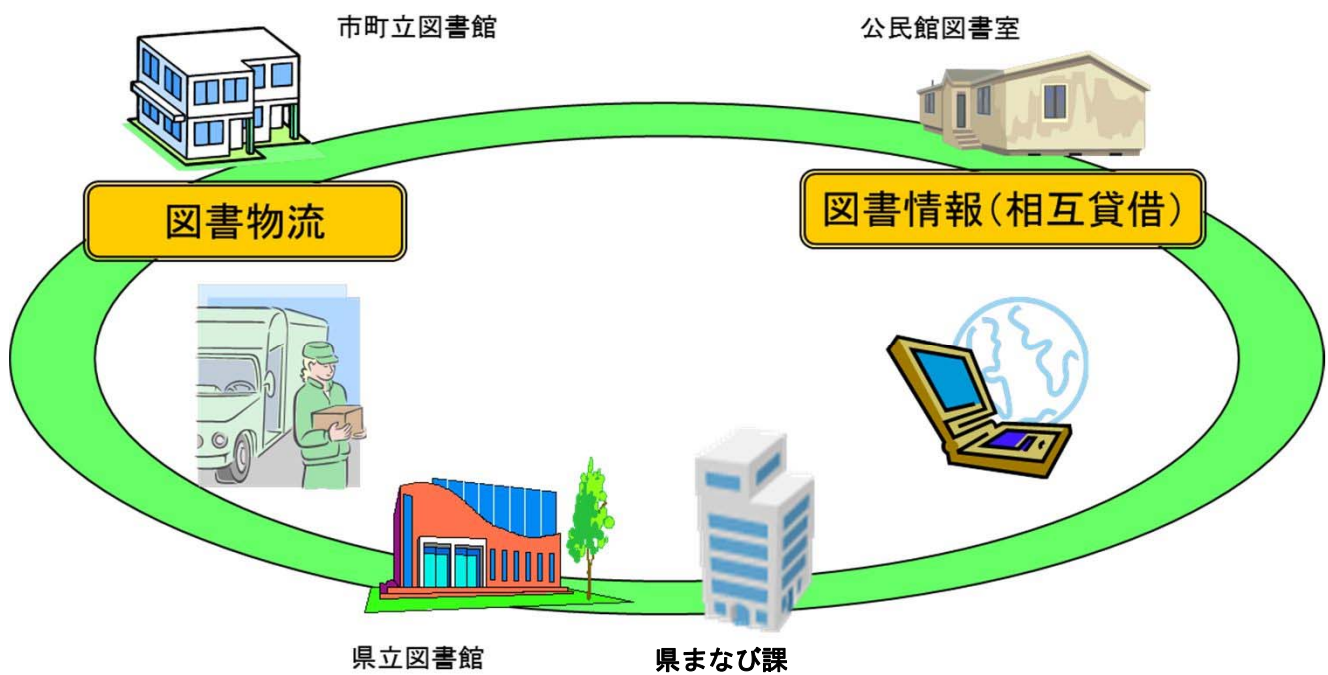 市町立図書館
公民館図書室
図書物流
図書情報(相互貸借)
県立図書館
県まなび課